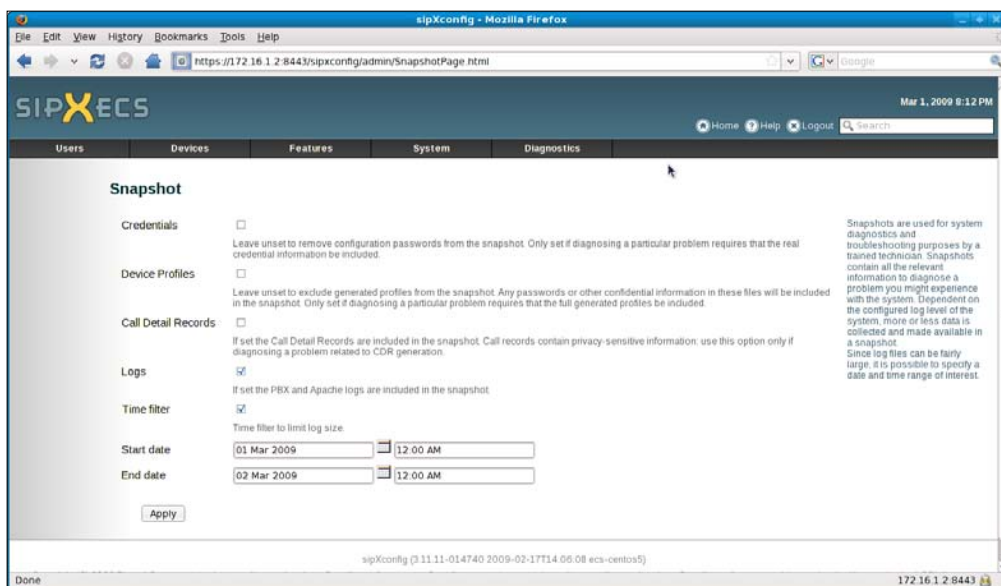 sipXconfig - Mozilla Firefox
File Edit View History Bookmarks Tools Help
https://172.16.1.2:8443/sipxconfig/admin/SnapshotPage.html
Google
SIPXECS
Mar 1, 2009 8:12 PM
Home Help Logout Search
Users Devices Features System Diagnostics
Snapshot
Credentials
Leave unset to remove configuration passwords from the snapshot. Only set if diagnosing a particular problem requires that the real
credential information be included.
Device Profiles
Leave unset to exclude generated profiles from the snapshot. Any passwords or other confidential information in these files will be included
in the snapshot. Only set if diagnosing a particular problem requires that the full generated profiles be included.
Call Detail Records
If set the Call Detail Records are included in the snapshot. Call records contain privacy-sensitive information: use this option only if
diagnosing a problem related to CDR generation.
Logs
If set the PBX and Apache logs are included in the snapshot.
Time filter
Time filter to limit log size.
Start date 01 Mar 2009 12:00 AM
End date 02 Mar 2009 12:00 AM
Apply
Snapshots are used for system
diagnostics and
troubleshooting purposes by a
trained technician. Snapshots
contain all the relevant
information to diagnose a
problem you might experience
with the system. Dependent on
the configured log level of the
system, more or less data is
collected and made available in
a snapshot.
Since log files can be fairly
large, it is possible to specify a
date and time range of interest.
sipXconfig (3.11.11-014740 2009-02-17T14:06:08 ecs-centos5)
Done
172.16.1.2:8443